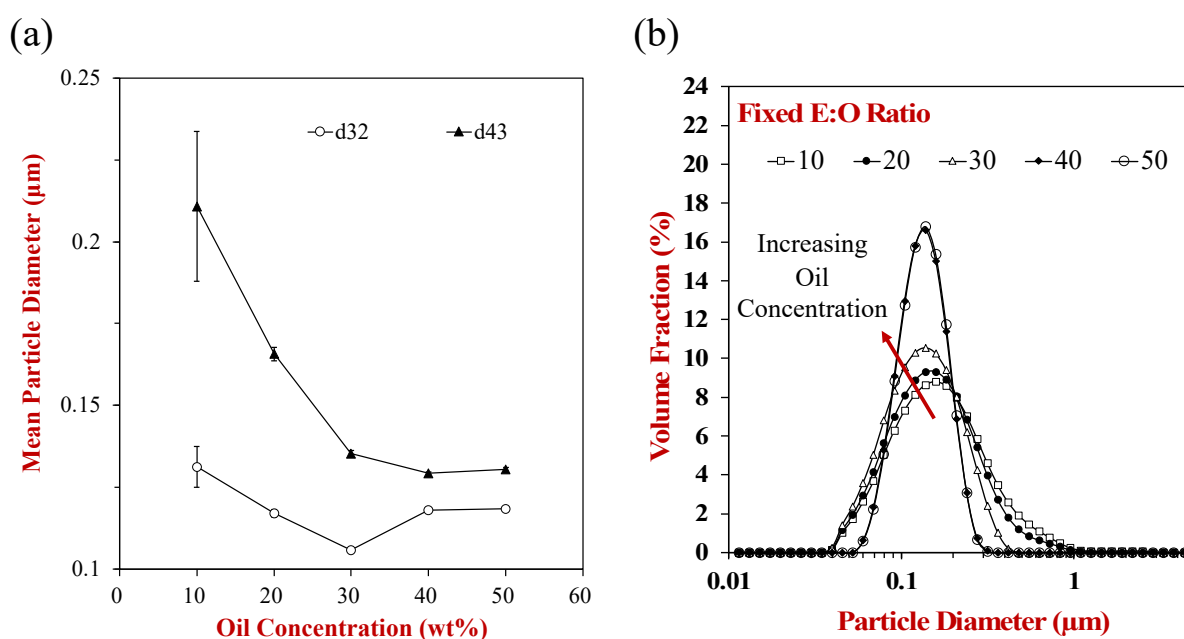 (a)
0.25
0.2
0.15
0.1
Mean Particle Diameter (μm)
d32
d43
0 10 20 30 40 50 60
Oil Concentration (wt%)
(b)
24
22
20
18
16
14
12
10
8
6
4
2
0
Volume Fraction (%)
Fixed E:O Ratio
10 20 30 40 50
Increasing
Oil
Concentration
0.01 0.1 1
Particle Diameter (μm)